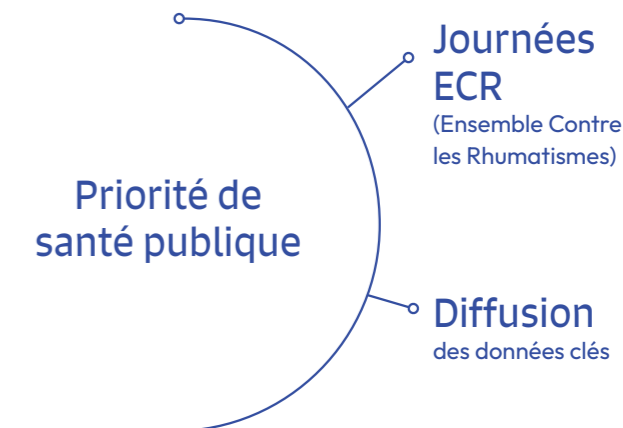 Priorité de
santé publique
Journées
ECR
(Ensemble Contre
les Rhumatismes)
Diffusion
des données clés